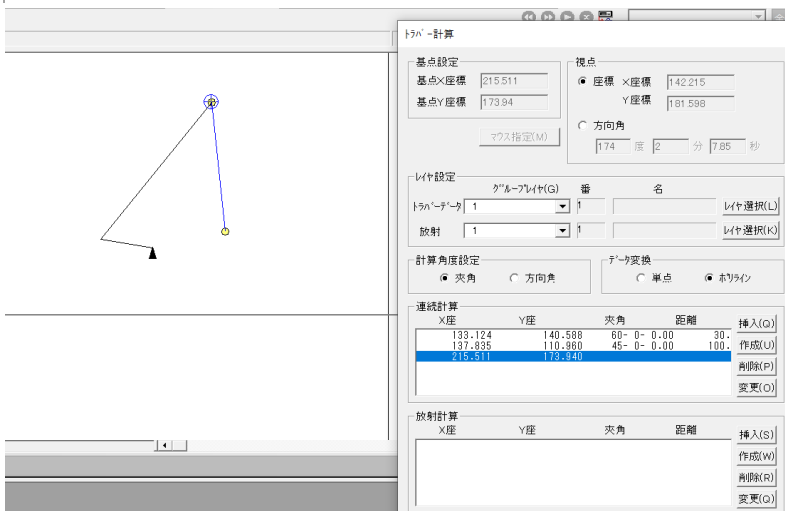 トラバー計算
基点設定
基点X座標 215.511
基点Y座標 173.94
マウス指定(M)
視点
座標 X座標 142.215
Y座標 181.598
方向角
174 度 2 分 7.85 秒
レイヤ設定
グループレイヤ(G) 番 名
トラバーデータ 1 1 レイヤ選択(L)
放射 1 1 レイヤ選択(K)
計算角度設定
夾角 方向角
データ変換
単点 ポリライン
連続計算
X座 Y座 夾角 距離
133.124 140.588 60- 0- 0.00 30.
137.835 110.960 45- 0- 0.00 100.
215.511 173.940
挿入(Q)
作成(U)
削除(P)
変更(O)
放射計算
X座 Y座 夾角 距離
挿入(S)
作成(W)
削除(R)
変更(Q)